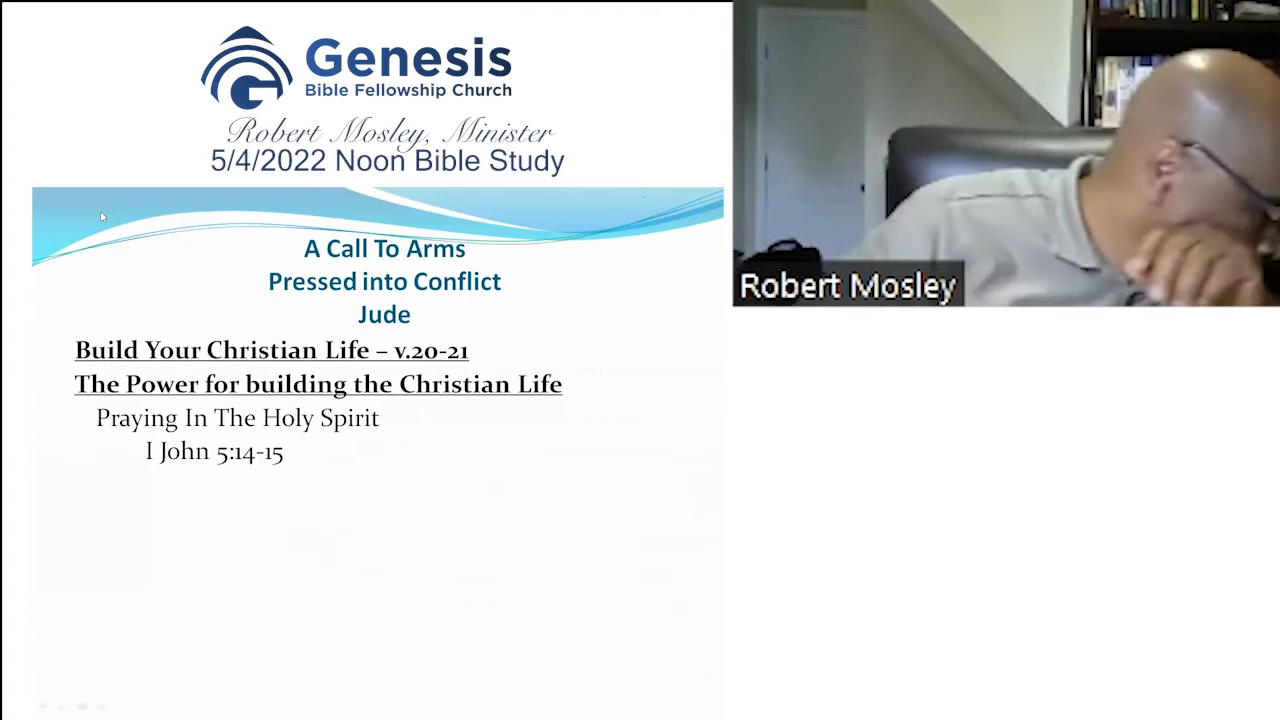 Genesis
Bible Fellowship Church
Robert Mosley, Minister
5/4/2022 Noon Bible Study
A Call To Arms
Pressed into Conflict
Jude
Build Your Christian Life – v.20-21
The Power for building the Christian Life
Praying In The Holy Spirit
I John 5:14-15
Robert Mosley